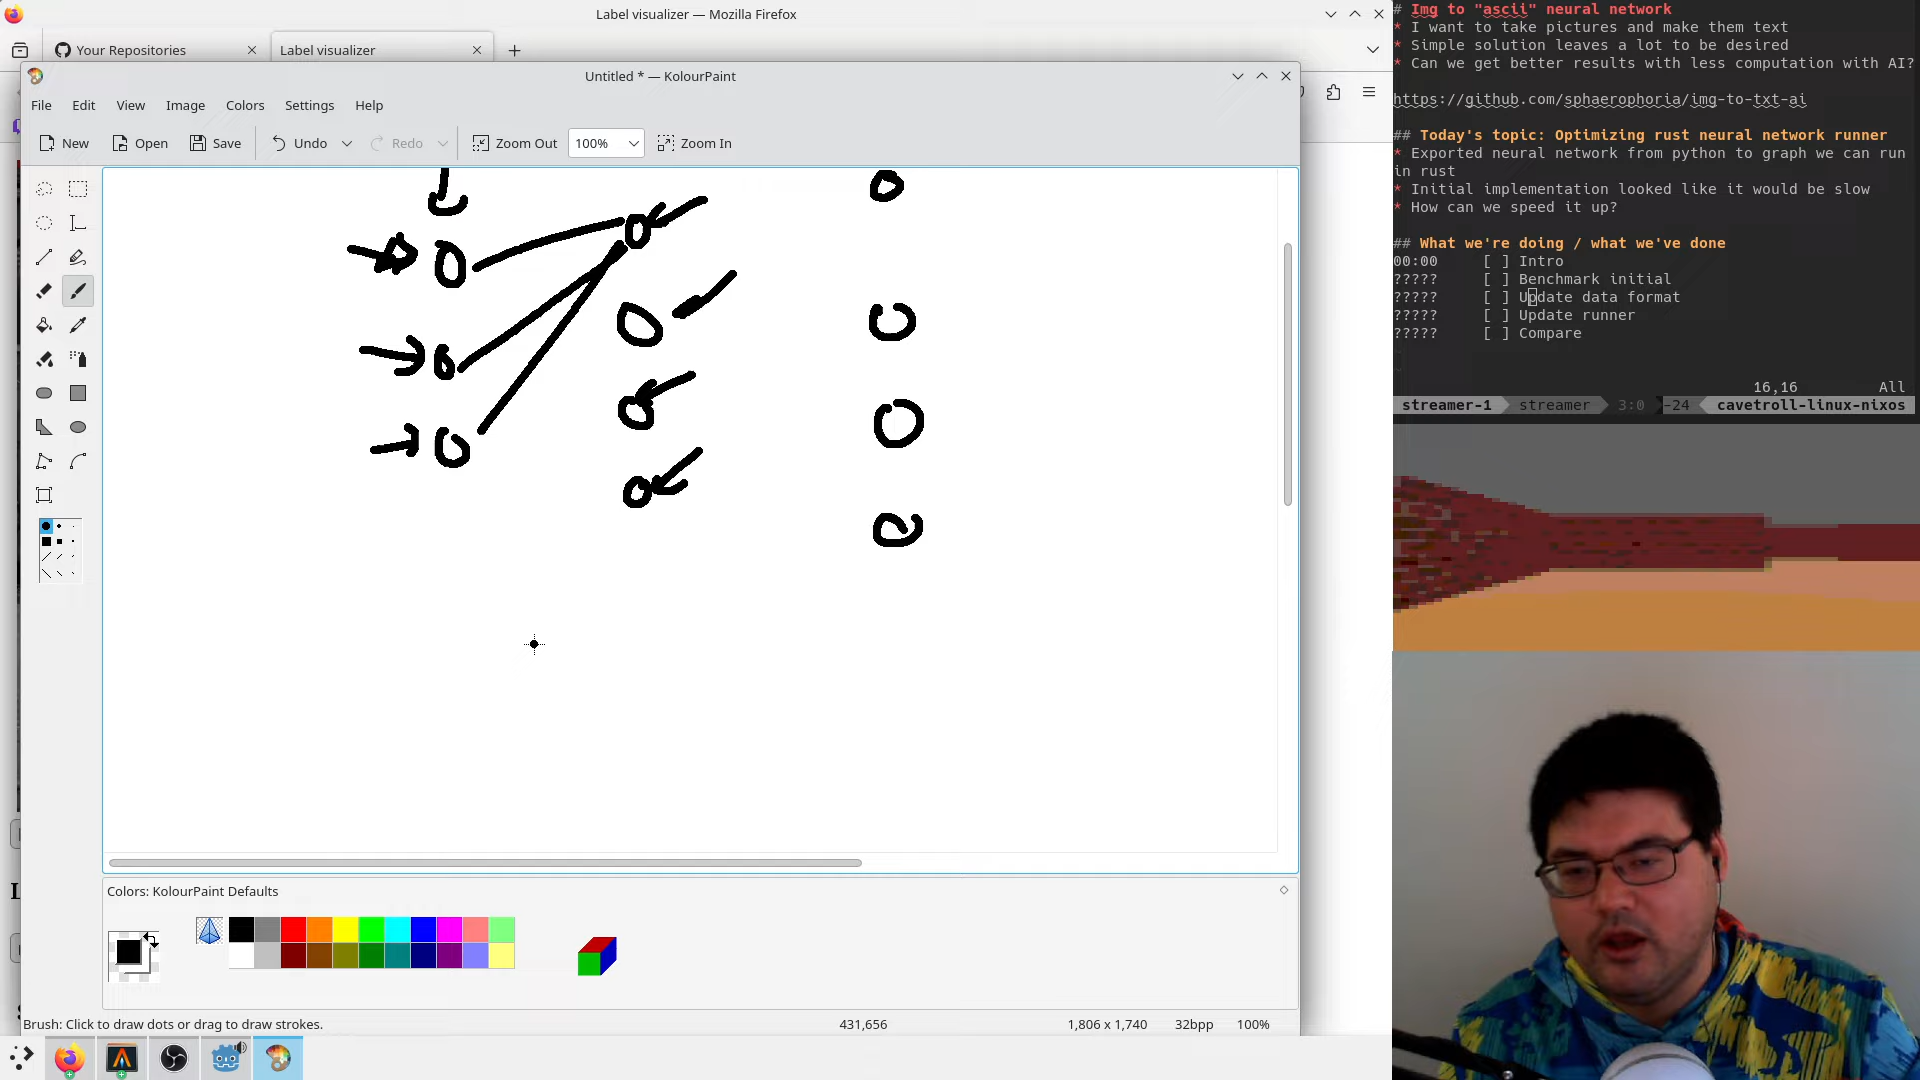 Label visualizer — Mozilla Firefox
Your Repositories
Label visualizer
Untitled * — KolourPaint
File Edit View Image Colors Settings Help
New Open Save Undo Redo Zoom Out 100% Zoom In
Colors: KolourPaint Defaults
Brush: Click to draw dots or drag to draw strokes.
431,656
1,806 x 1,740
32bpp
100%
# Img to "ascii" neural network
* I want to take pictures and make them text
* Simple solution leaves a lot to be desired
* Can we get better results with less computation with AI?
https://github.com/sphaerophoria/img-to-txt-ai
## Today's topic: Optimizing rust neural network runner
* Exported neural network from python to graph we can run
in rust
* Initial implementation looked like it would be slow
* How can we speed it up?
## What we're doing / what we've done
00:00 [ ] Intro
????? [ ] Benchmark initial
????? [ ] Update data format
????? [ ] Update runner
????? [ ] Compare
~
16,16 All
streamer-1 streamer 3:0 -24 cavetroll-linux-nixos